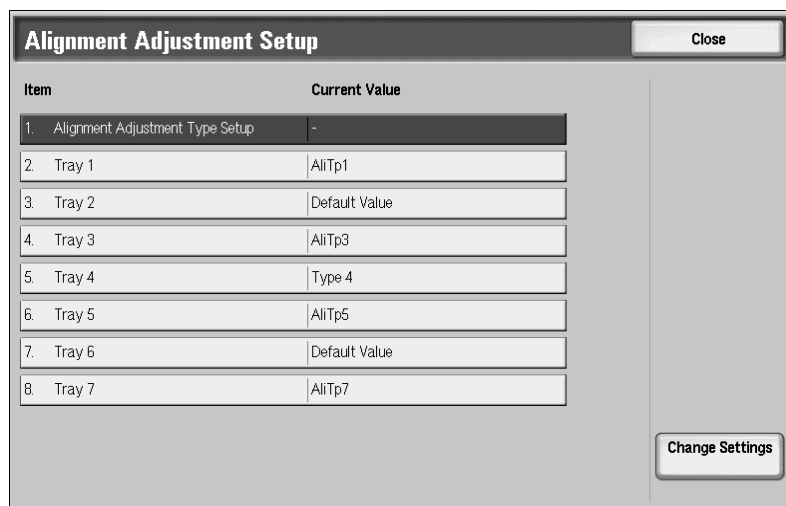 Alignment Adjustment Setup Close
Item Current Value
1. Alignment Adjustment Type Setup -
2. Tray 1 AliTp1
3. Tray 2 Default Value
4. Tray 3 AliTp3
5. Tray 4 Type 4
6. Tray 5 AliTp5
7. Tray 6 Default Value
8. Tray 7 AliTp7
Change Settings